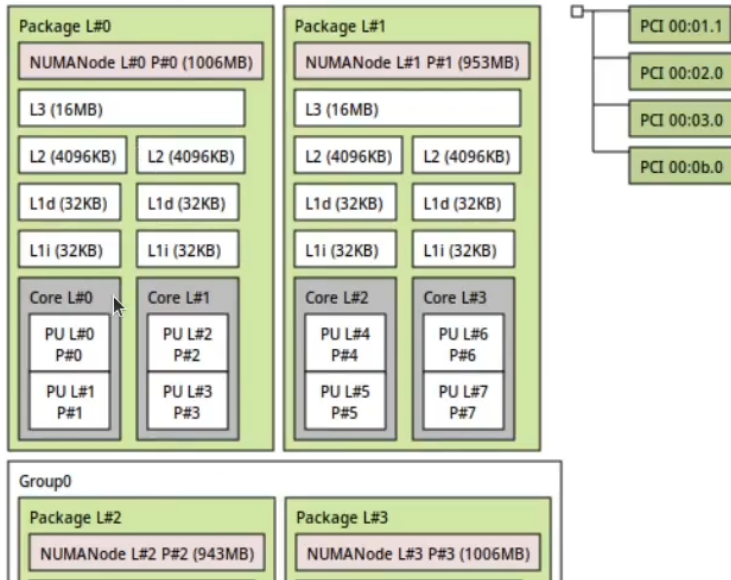 Package L#0
NUMANode L#0 P#0 (1006MB)
L3 (16MB)
L2 (4096KB) L2 (4096KB)
L1d (32KB) L1d (32KB)
L1i (32KB) L1i (32KB)
Core L#0 Core L#1
PU L#0 PU L#2
P#0 P#2
PU L#1 PU L#3
P#1 P#3
Package L#1
NUMANode L#1 P#1 (953MB)
L3 (16MB)
L2 (4096KB) L2 (4096KB)
L1d (32KB) L1d (32KB)
L1i (32KB) L1i (32KB)
Core L#2 Core L#3
PU L#4 PU L#6
P#4 P#6
PU L#5 PU L#7
P#5 P#7
PCI 00:01.1
PCI 00:02.0
PCI 00:03.0
PCI 00:0b.0
Group0
Package L#2
NUMANode L#2 P#2 (943MB)
Package L#3
NUMANode L#3 P#3 (1006MB)